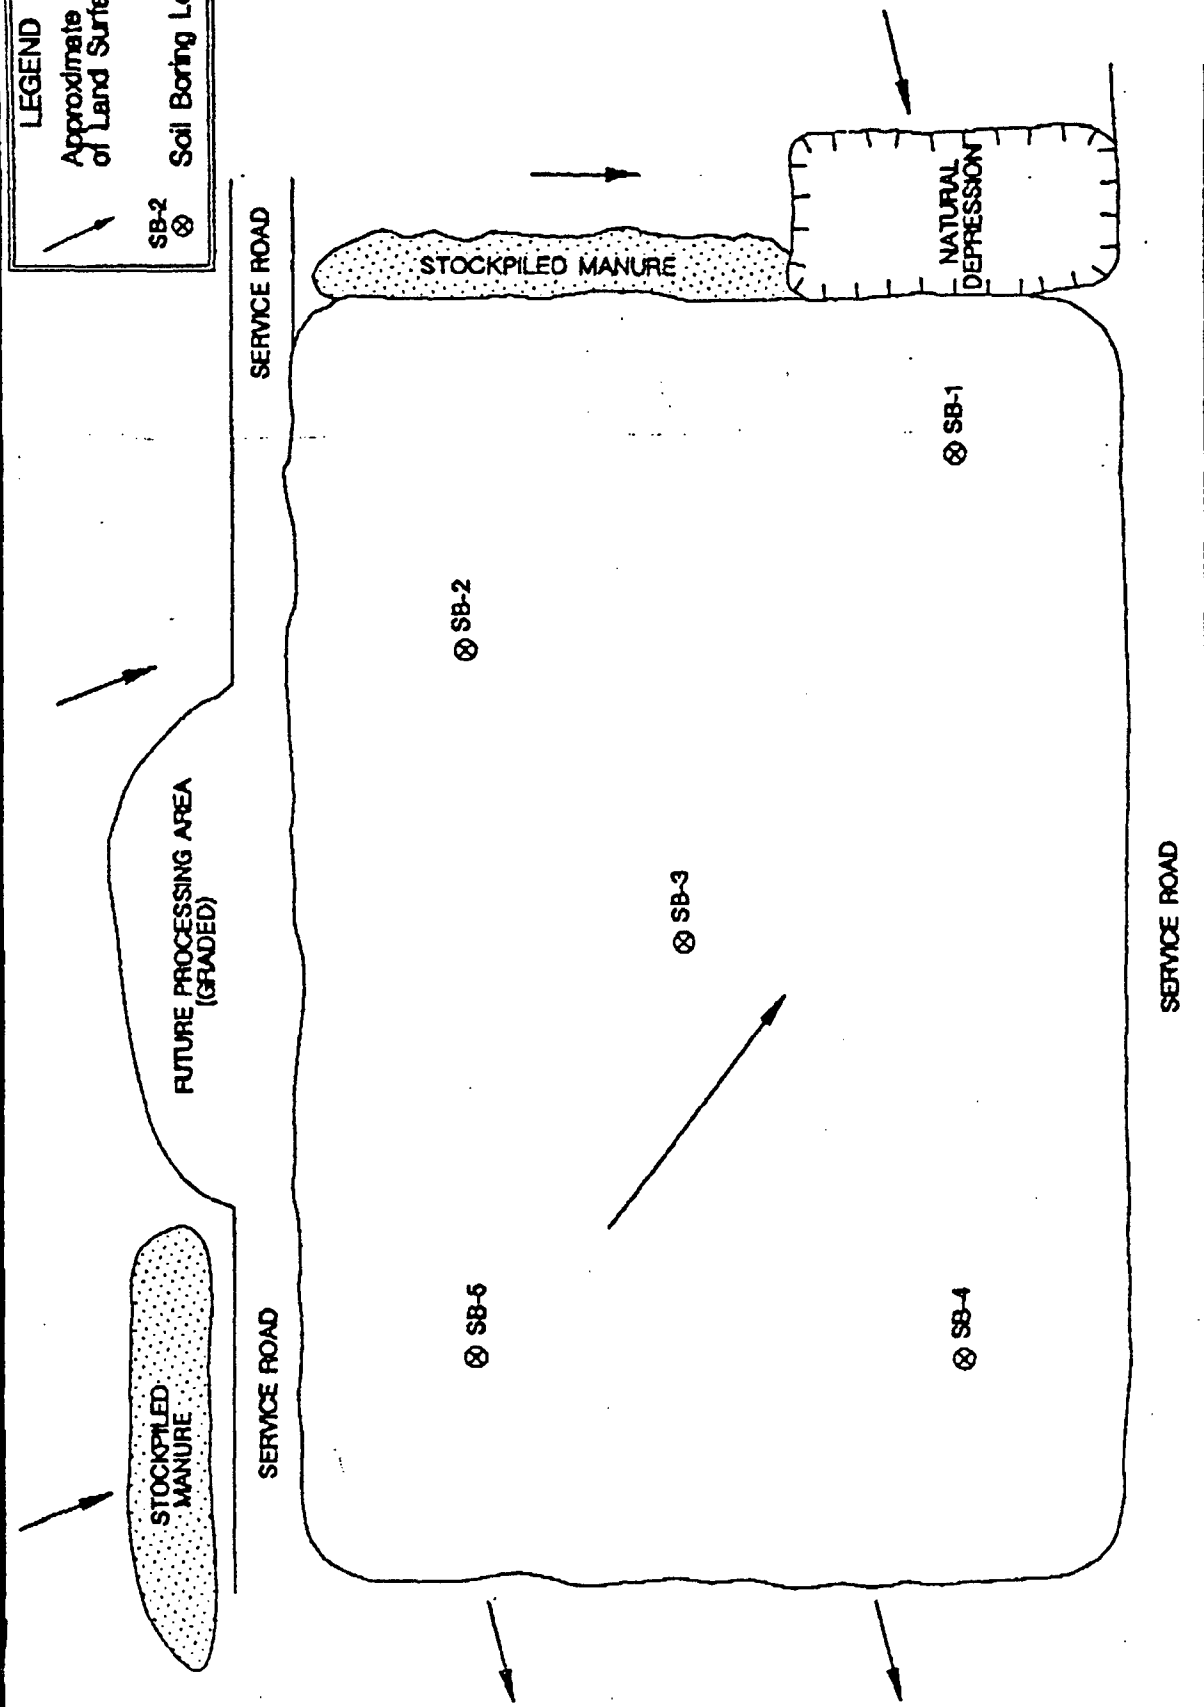 LEGEND
Approximate
of Land Surfa
SB-2
Soil Boring Lo
STOCKPILED
MANURE
FUTURE PROCESSING AREA
(GRADED)
SERVICE ROAD
SERVICE ROAD
STOCKPILED MANURE
SB-5
SB-2
SB-3
SB-4
SB-1
NATURAL
DEPRESSION
SERVICE ROAD